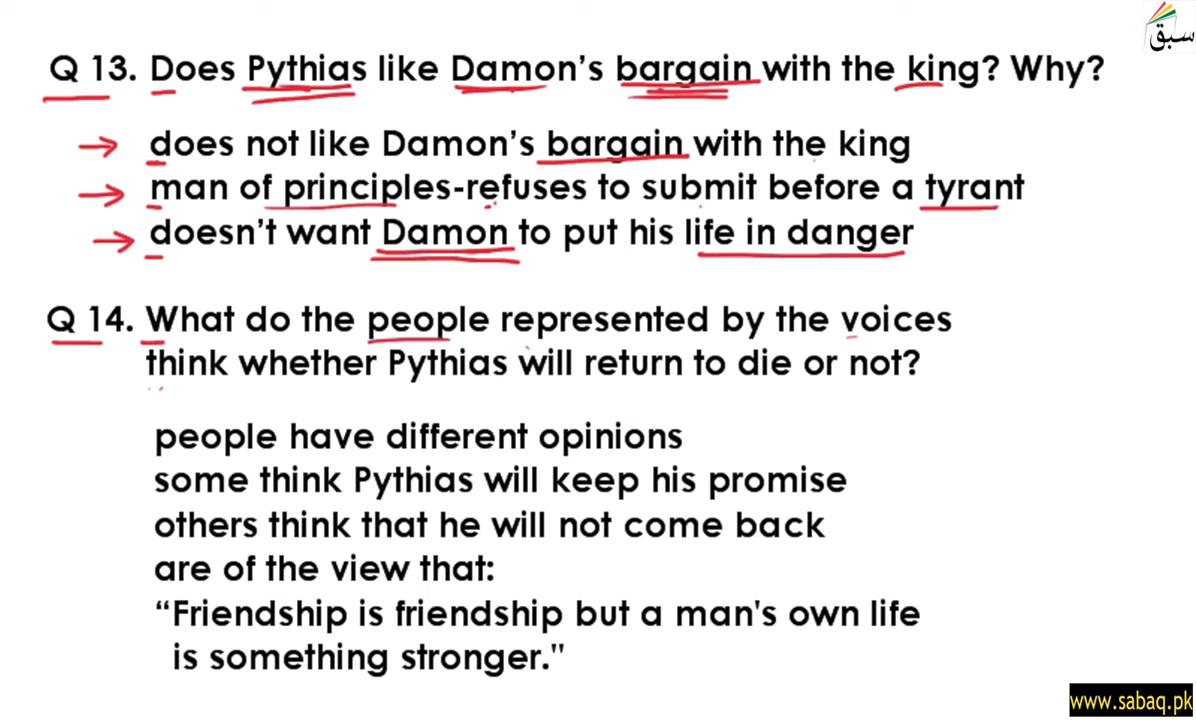 سبق
Q 13. Does Pythias like Damon's bargain with the king? Why?
does not like Damon's bargain with the king
man of principles-refuses to submit before a tyrant
doesn't want Damon to put his life in danger
Q 14. What do the people represented by the voices
think whether Pythias will return to die or not?
people have different opinions
some think Pythias will keep his promise
others think that he will not come back
are of the view that:
“Friendship is friendship but a man's own life
is something stronger."
www.sabaq.pk